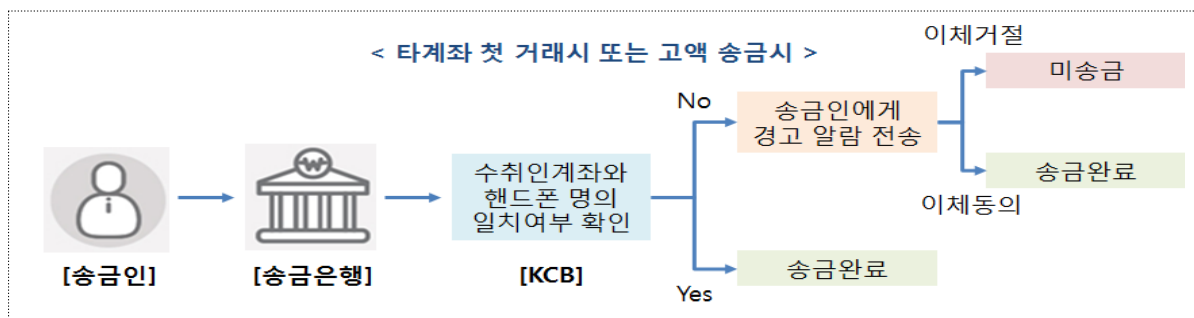 < 타계좌 첫 거래시 또는 고액 송금시 >
이체거절
미송금
No
송금인에게
경고 알람 전송
수취인계좌와
핸드폰 명의
일치여부 확인
송금완료
이체동의
송금완료
Yes
[송금인]
[송금은행]
[KCB]